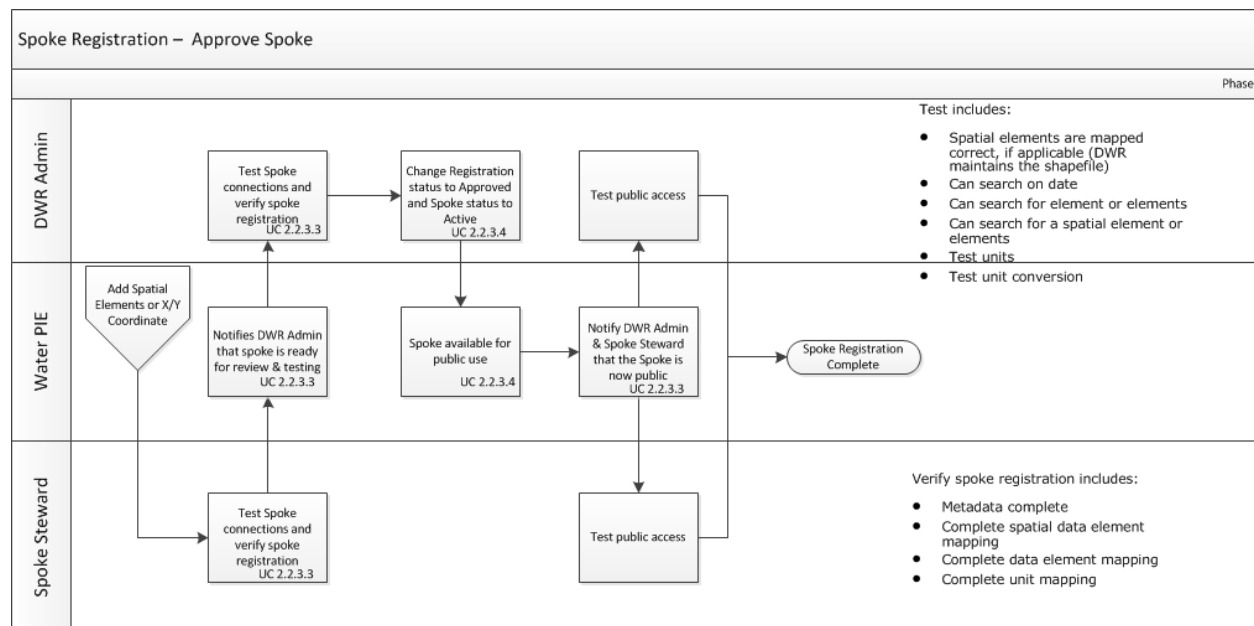 Spoke Registration – Approve Spoke
Phase
DWR Admin
Test Spoke
connections and
verify spoke
registration
UC 2.2.3.3
Change Registration
status to Approved
and Spoke status to
Active
UC 2.2.3.4
Test public access
Test includes:
● Spatial elements are mapped
correct, if applicable (DWR
maintains the shapefile)
● Can search on date
● Can search for element or elements
● Can search for a spatial element or
elements
● Test units
● Test unit conversion
Water PIE
Add Spatial
Elements or X/Y
Coordinate
Notifies DWR Admin
that spoke is ready
for review & testing
UC 2.2.3.3
Spoke available for
public use
UC 2.2.3.4
Notify DWR Admin
& Spoke Steward
that the Spoke is
now public
UC 2.2.3.3
Spoke Registration
Complete
Spoke Steward
Test Spoke
connections and
verify spoke
registration
UC 2.2.3.3
Test public access
Verify spoke registration includes:
● Metadata complete
● Complete spatial data element
mapping
● Complete data element mapping
● Complete unit mapping